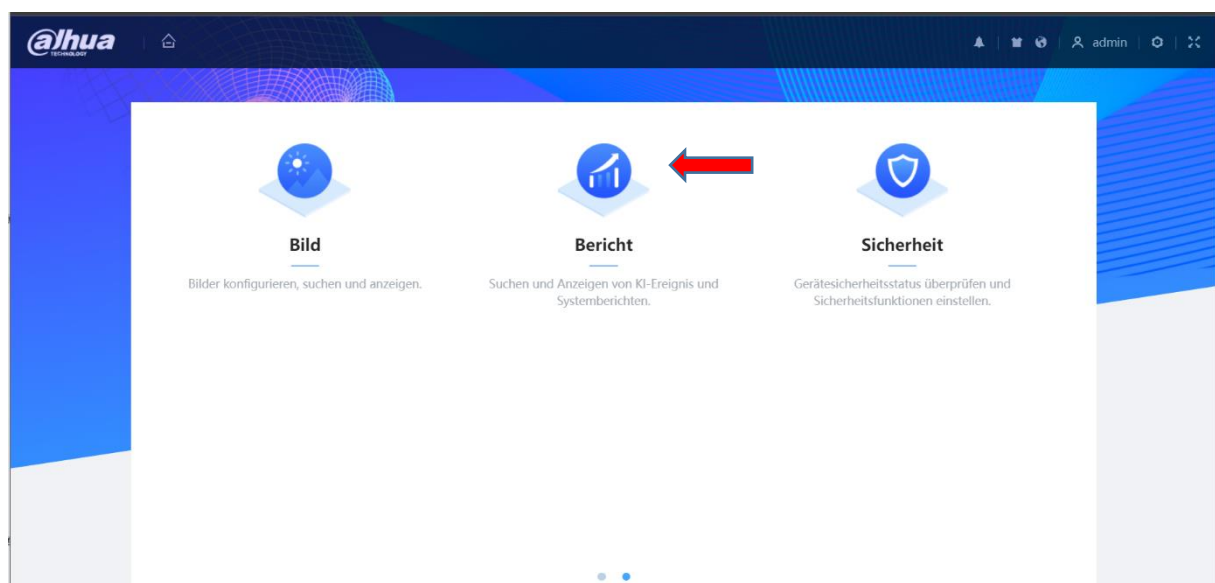 alhua
TECHNOLOGY
admin
Bild
Bericht
Sicherheit
Bilder konfigurieren, suchen und anzeigen.
Suchen und Anzeigen von KI-Ereignis und
Systemberichten.
Gerätesicherheitsstatus überprüfen und
Sicherheitsfunktionen einstellen.